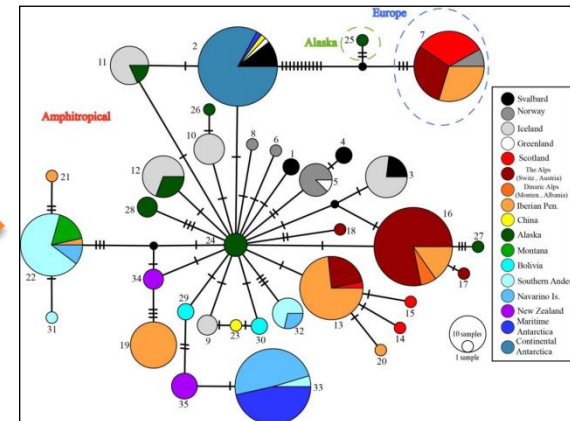 Europe
Alaska
2
25
7
11
Amphitropical
26
10
8
6
1
4
5
3
12
28
21
24
18
16
27
17
22
34
31
29
32
13
15
14
20
19
9
23
30
35
33
10 samples
1 sample
Svalbard
Norway
Iceland
Greenland
Scotland
The Alps
(Switz., Austria)
Dinaric Alps
(Monten., Albania)
Iberian Pen.
China
Alaska
Montana
Bolivia
Southern Andes
Navarino Is.
New Zealand
Maritime
Antarctica
Continental
Antarctica